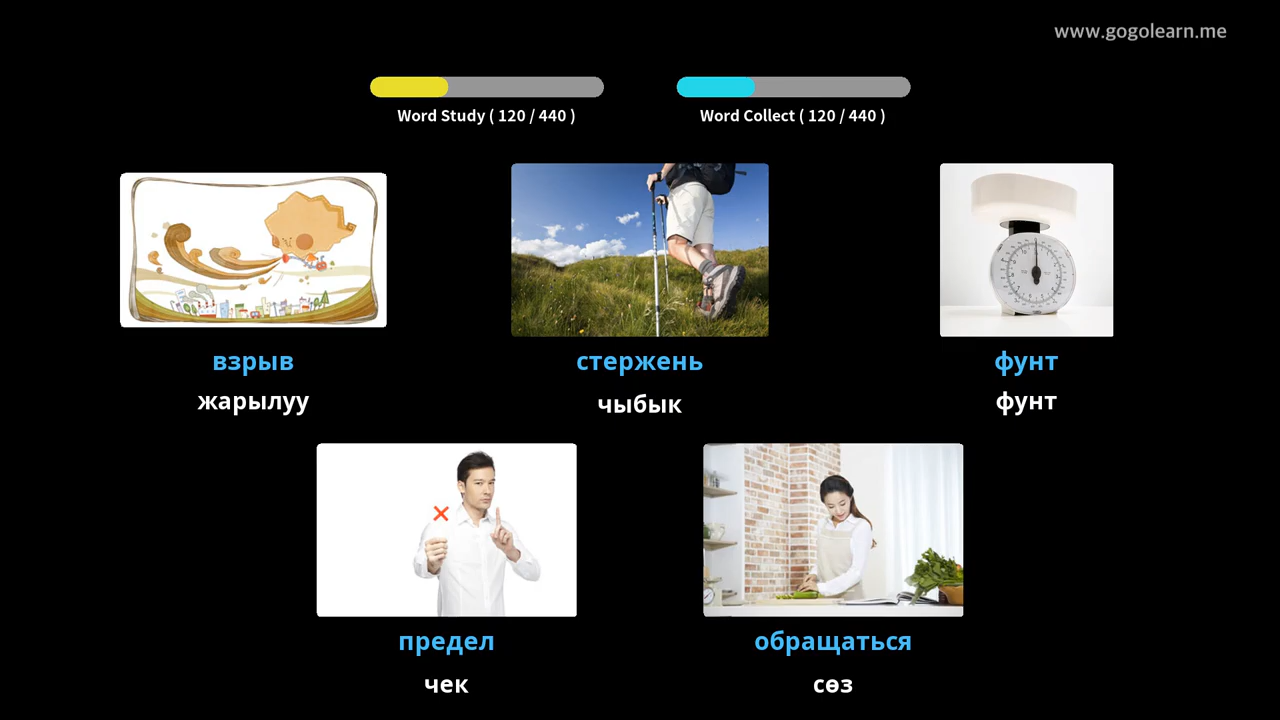 www.gogolearn.me
Word Study ( 120 / 440 )
Word Collect ( 120 / 440 )
взрыв
жарылуу
стержень
чыбык
фунт
фунт
предел
чек
обращаться
сөз